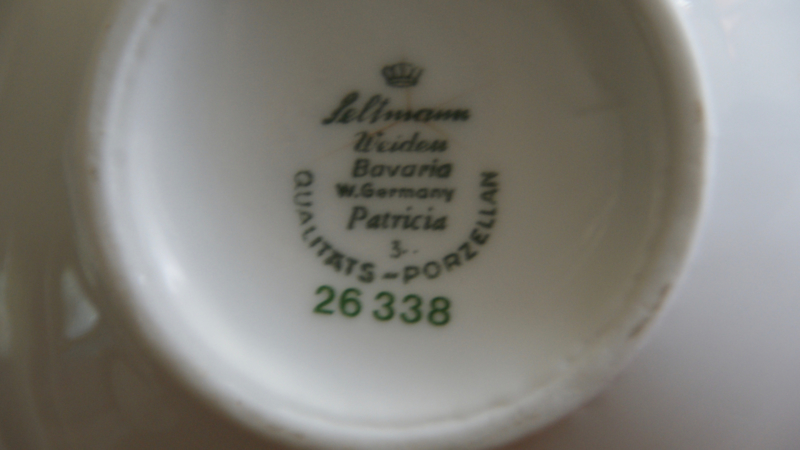 Seltmann
Weiden
Bavaria
W.Germany
Patricia
3..
QUALITÄTS-PORZELLAN
26 338